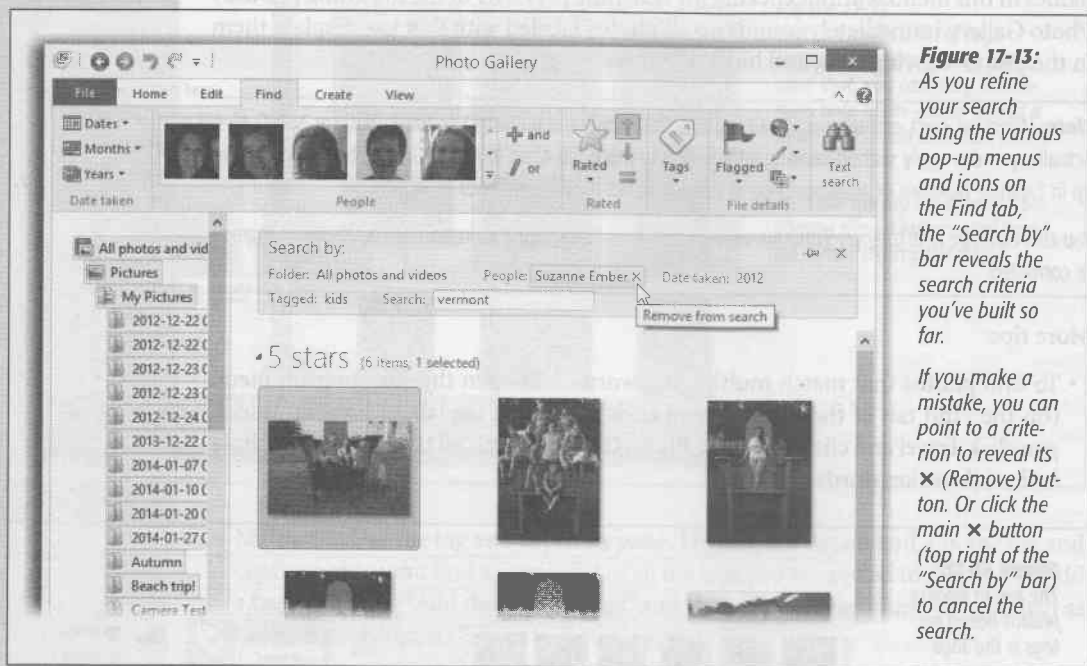 Photo Gallery
File Home Edit Find Create View
Dates
Months
Years
Date taken
and
or
People
Rated
Rated
Tags
Flagged
File details
Text
search
All photos and vid
Pictures
My Pictures
2012-12-22 (
2012-12-22 (
2012-12-23 (
2012-12-23 (
2012-12-24 (
2013-12-22 (
2014-01-07 (
2014-01-10 (
2014-01-20 (
2014-01-27 (
Autumn
Beach trip!
Camera Test
Search by:
Folder: All photos and videos People: Suzanne Ember × Date taken: 2012
Tagged: kids Search: vermont
Remove from search
5 stars (6 items, 1 selected)
Figure 17-13:
As you refine
your search
using the various
pop-up menus
and icons on
the Find tab,
the “Search by”
bar reveals the
search criteria
you’ve built so
far.
If you make a
mistake, you can
point to a crite-
rion to reveal its
× (Remove) but-
ton. Or click the
main × button
(top right of the
“Search by” bar)
to cancel the
search.